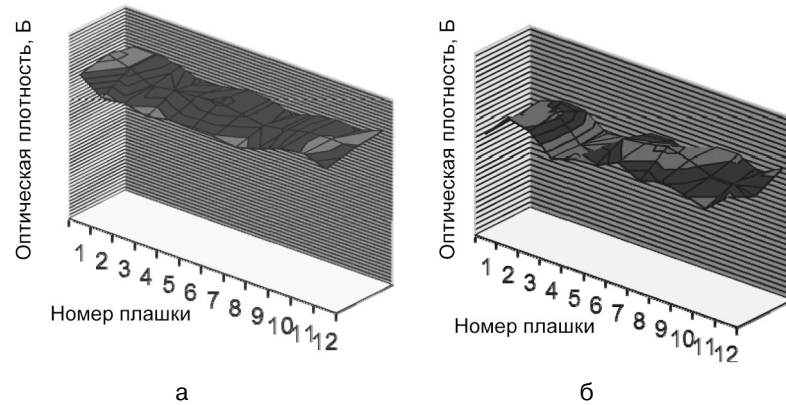 Оптическая плотность, Б
1 2 3 4 5 6 7 8 9 10 11 12
Номер плашки
а
Оптическая плотность, Б
1 2 3 4 5 6 7 8 9 10 11 12
Номер плашки
б